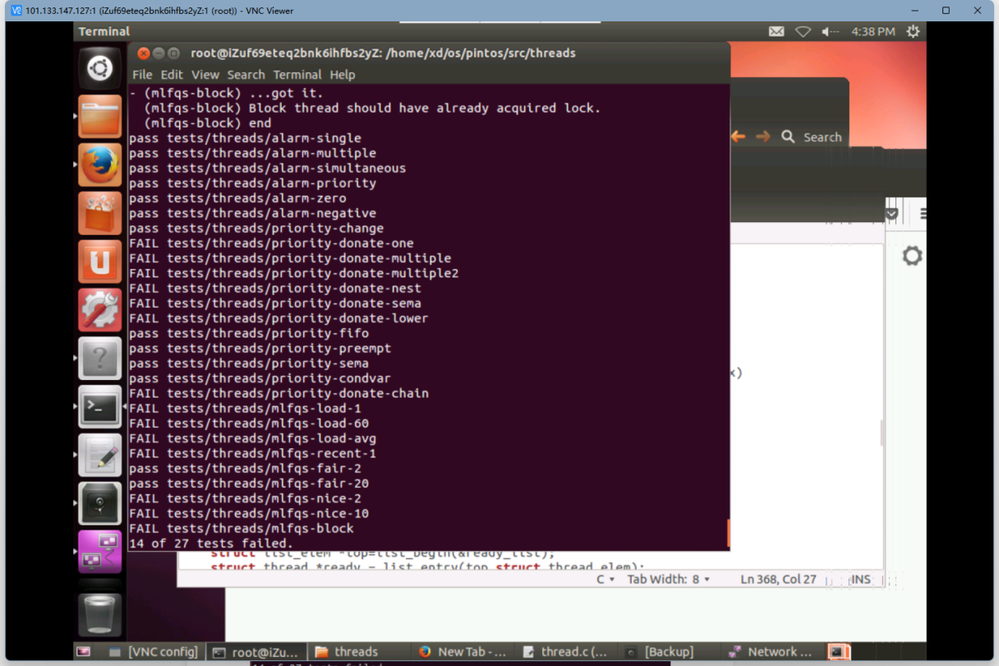 101.133.147.127:1 (iZuf69eteq2bnk6ihfbs2yZ:1 (root)) - VNC Viewer
Terminal
4:38 PM
root@iZuf69eteq2bnk6ihfbs2yZ: /home/xd/os/pintos/src/threads
File Edit View Search Terminal Help
- (mlfqs-block) ...got it.
(mlfqs-block) Block thread should have already acquired lock.
(mlfqs-block) end
pass tests/threads/alarm-single
pass tests/threads/alarm-multiple
pass tests/threads/alarm-simultaneous
pass tests/threads/alarm-priority
pass tests/threads/alarm-zero
pass tests/threads/alarm-negative
pass tests/threads/priority-change
FAIL tests/threads/priority-donate-one
FAIL tests/threads/priority-donate-multiple
FAIL tests/threads/priority-donate-multiple2
FAIL tests/threads/priority-donate-nest
FAIL tests/threads/priority-donate-sema
FAIL tests/threads/priority-donate-lower
pass tests/threads/priority-fifo
pass tests/threads/priority-preempt
pass tests/threads/priority-sema
pass tests/threads/priority-condvar
FAIL tests/threads/priority-donate-chain
FAIL tests/threads/mlfqs-load-1
FAIL tests/threads/mlfqs-load-60
FAIL tests/threads/mlfqs-load-avg
FAIL tests/threads/mlfqs-recent-1
pass tests/threads/mlfqs-fair-2
pass tests/threads/mlfqs-fair-20
FAIL tests/threads/mlfqs-nice-2
FAIL tests/threads/mlfqs-nice-10
FAIL tests/threads/mlfqs-block
14 of 27 tests failed.
Search
x)
struct list_elem *top=list_begin(&ready_list);
struct thread *ready = list_entry(top,struct thread,elem);
C Tab Width: 8 Ln 368, Col 27 INS
[VNC config] root@iZu... threads New Tab - ... thread.c (... [Backup] Network ...
14 of 27 tests failed